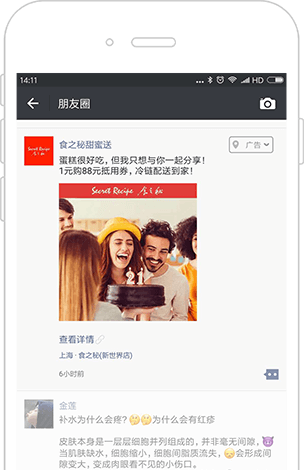 14:11
HD
朋友圈
Secret Recipe
食之秘
食之秘甜蜜送
广告
蛋糕很好吃，但我只想与你一起分享！
1元购88元抵用券，冷链配送到家！
Secret Recipe 食之秘
21
查看详情
上海·食之秘(新世界店)
6小时前
金莲
补水为什么会疼？为什么会有红疹
皮肤本身是一层层细胞并列组成的，并非毫无间隙，
当肌肤缺水，细胞缩小，细胞间脂质流失，会形成间
隙变大，变成肉眼看不见的小伤口。